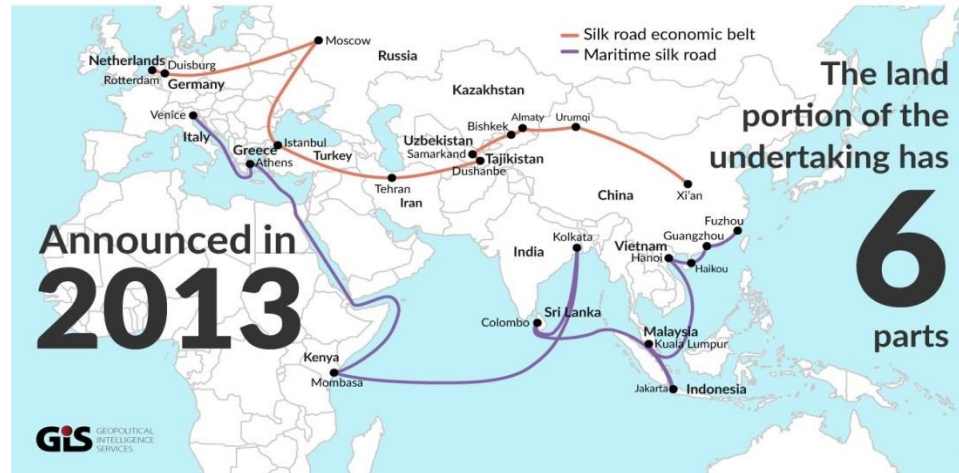 Silk road economic belt
Maritime silk road
The land
portion of the
undertaking has
6
parts
Announced in
2013
Moscow
Russia
Netherlands
Duisburg
Rotterdam
Germany
Kazakhstan
Venice
Italy
Bishkek
Almaty
Urumqi
Greece
Istanbul
Athens
Turkey
Uzbekistan
Samarkand
Tajikistan
Dushanbe
Tehran
Iran
China
Xi'an
Fuzhou
Guangzhou
India
Kolkata
Vietnam
Hanoi
Haikou
Colombo
Sri Lanka
Malaysia
Kuala Lumpur
Kenya
Mombasa
Jakarta
Indonesia
GIS
GEOPOLITICAL
INTELLIGENCE
SERVICES